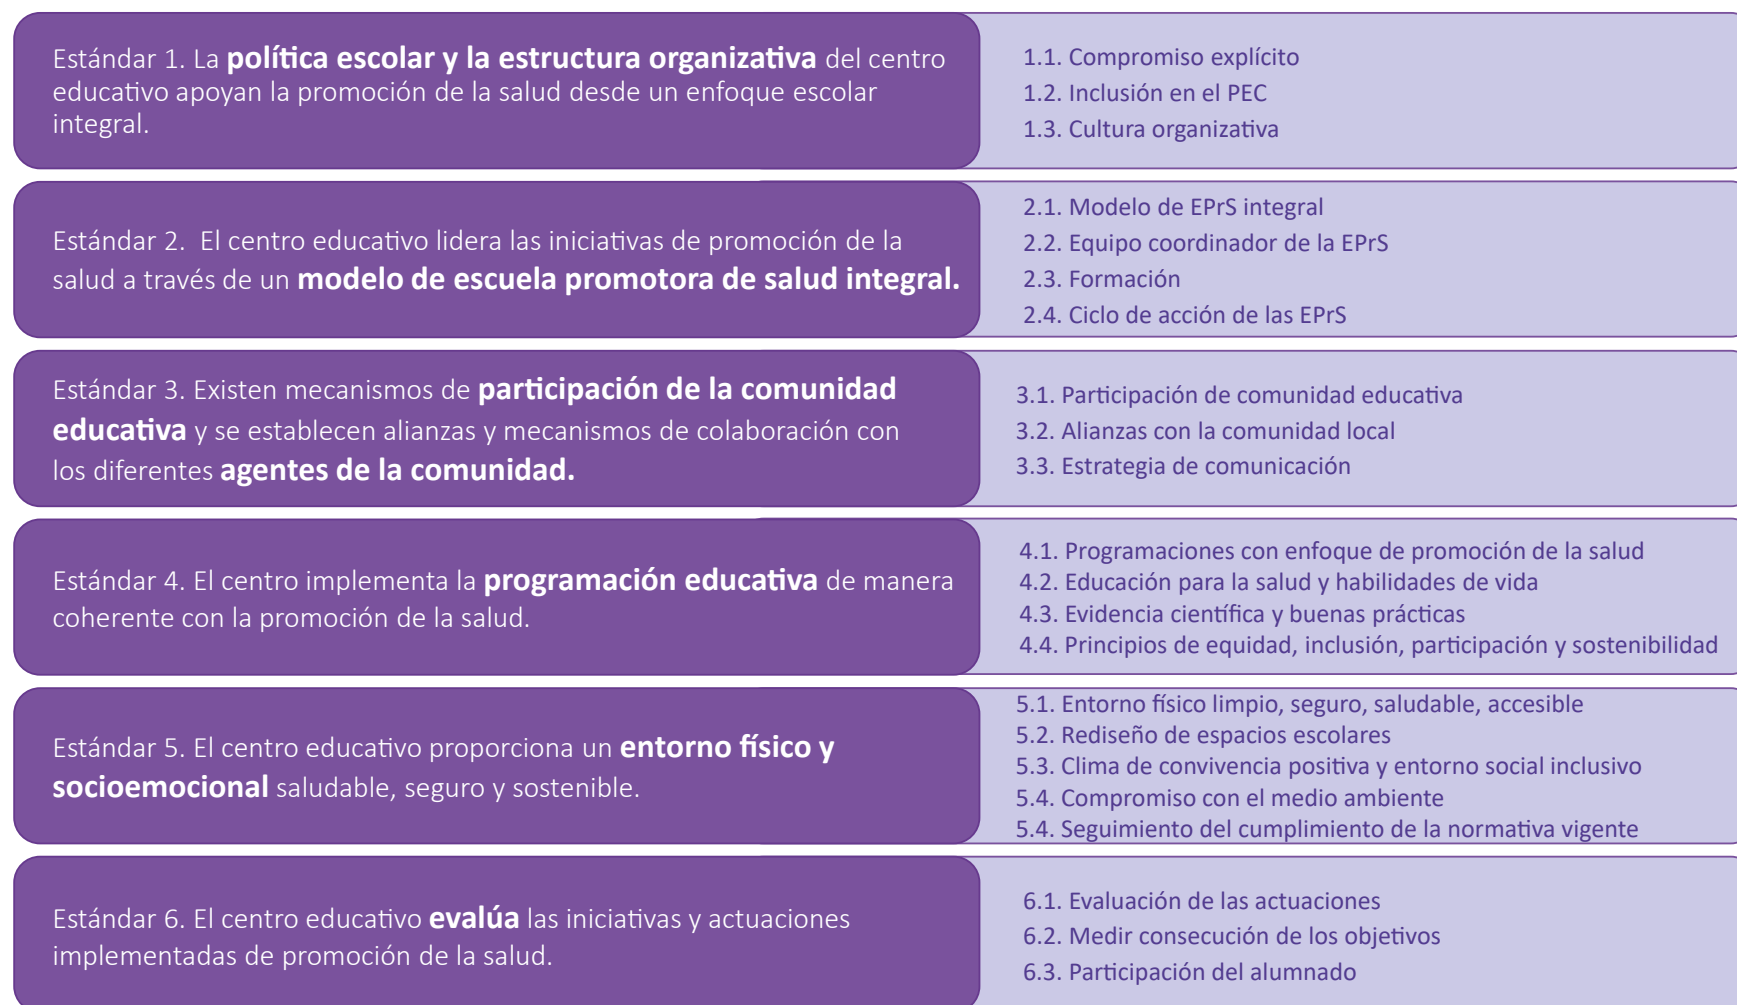 Estándar 1. La política escolar y la estructura organizativa del centro
educativo apoyan la promoción de la salud desde un enfoque escolar
integral.
1.1. Compromiso explícito
1.2. Inclusión en el PEC
1.3. Cultura organizativa
Estándar 2. El centro educativo lidera las iniciativas de promoción de la
salud a través de un modelo de escuela promotora de salud integral.
2.1. Modelo de EPrS integral
2.2. Equipo coordinador de la EPrS
2.3. Formación
2.4. Ciclo de acción de las EPrS
Estándar 3. Existen mecanismos de participación de la comunidad
educativa y se establecen alianzas y mecanismos de colaboración con
los diferentes agentes de la comunidad.
3.1. Participación de comunidad educativa
3.2. Alianzas con la comunidad local
3.3. Estrategia de comunicación
Estándar 4. El centro implementa la programación educativa de manera
coherente con la promoción de la salud.
4.1. Programaciones con enfoque de promoción de la salud
4.2. Educación para la salud y habilidades de vida
4.3. Evidencia científica y buenas prácticas
4.4. Principios de equidad, inclusión, participación y sostenibilidad
Estándar 5. El centro educativo proporciona un entorno físico y
socioemocional saludable, seguro y sostenible.
5.1. Entorno físico limpio, seguro, saludable, accesible
5.2. Rediseño de espacios escolares
5.3. Clima de convivencia positiva y entorno social inclusivo
5.4. Compromiso con el medio ambiente
5.4. Seguimiento del cumplimiento de la normativa vigente
Estándar 6. El centro educativo evalúa las iniciativas y actuaciones
implementadas de promoción de la salud.
6.1. Evaluación de las actuaciones
6.2. Medir consecución de los objetivos
6.3. Participación del alumnado